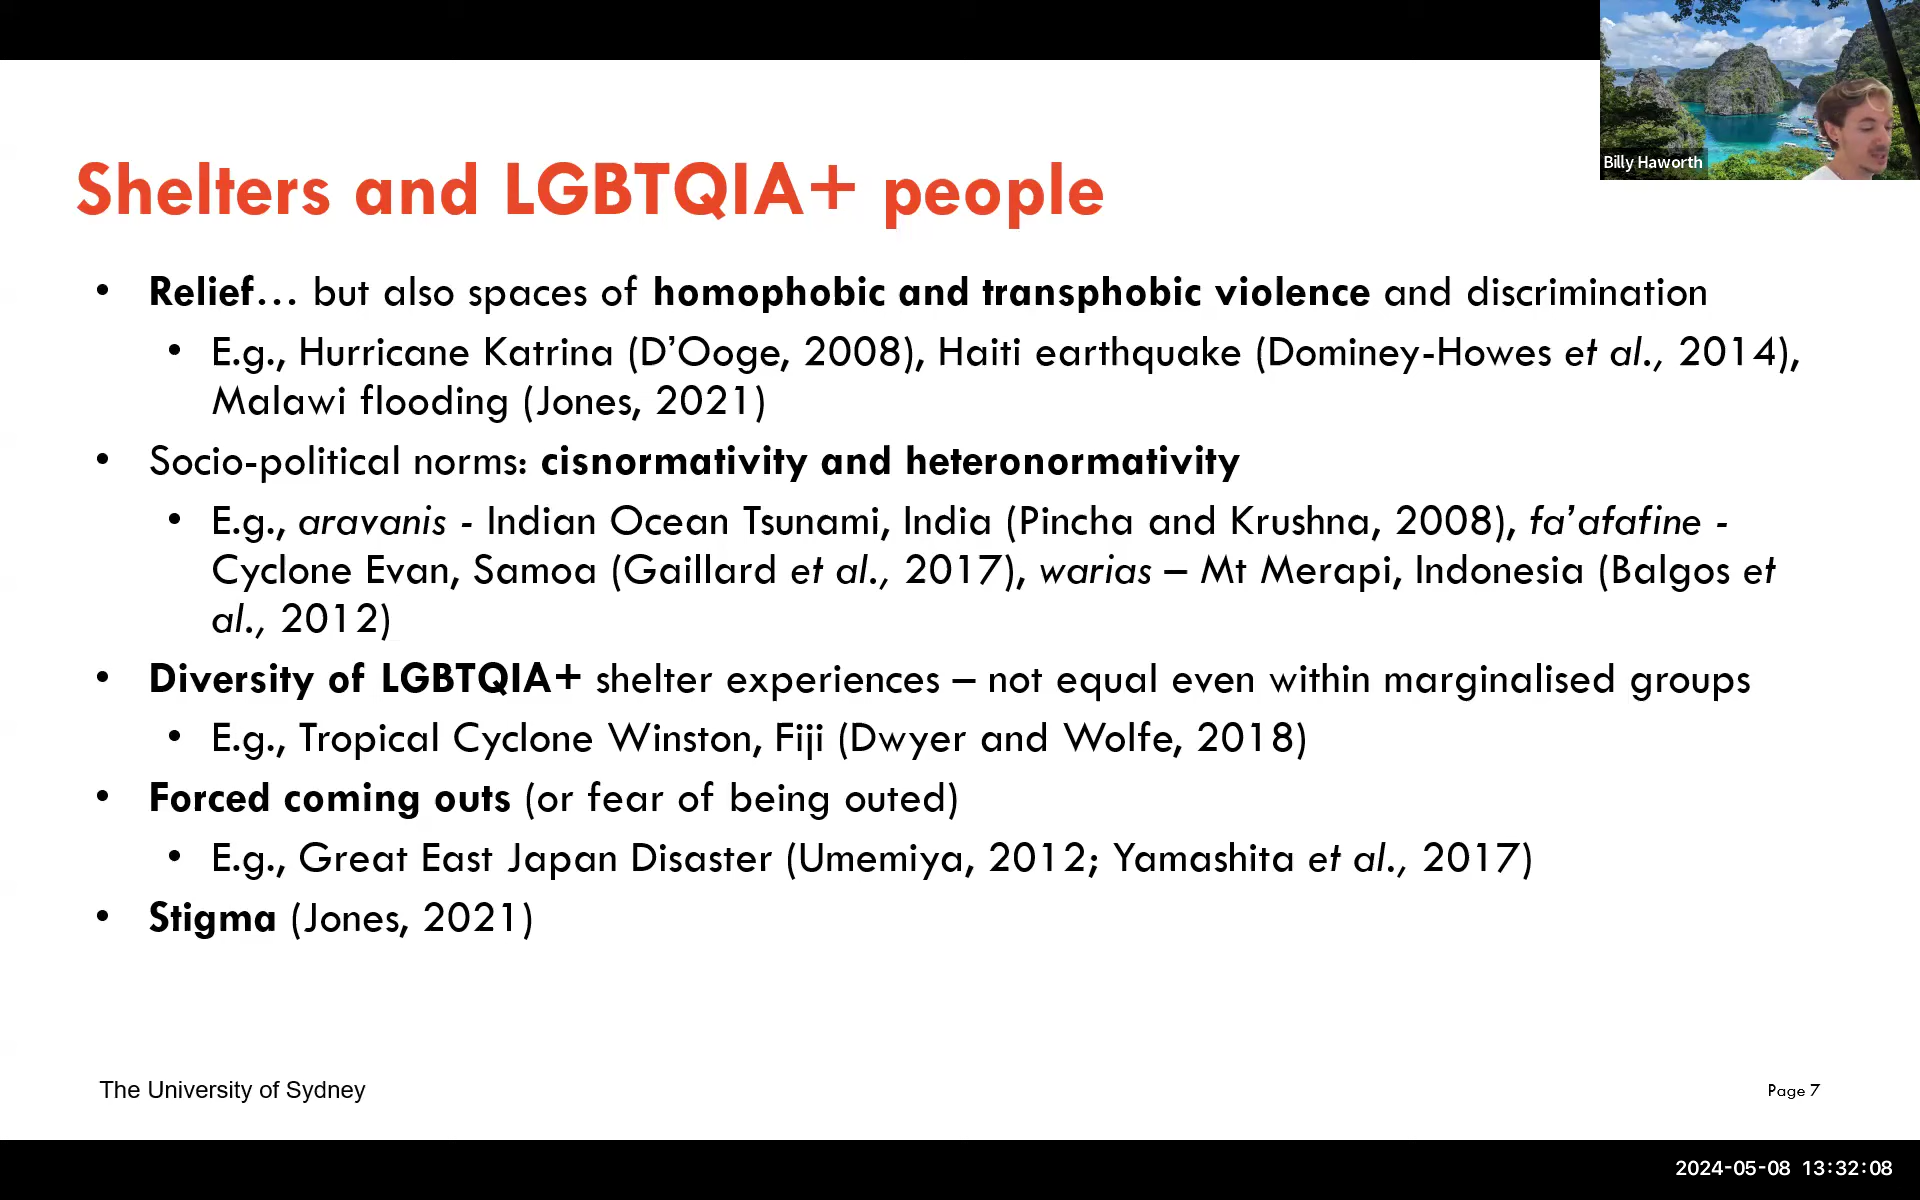 Billy Haworth
Shelters and LGBTQIA+ people
• Relief… but also spaces of homophobic and transphobic violence and discrimination
• E.g., Hurricane Katrina (D’Ooge, 2008), Haiti earthquake (Dominey-Howes et al., 2014),
Malawi flooding (Jones, 2021)
• Socio-political norms: cisnormativity and heteronormativity
• E.g., aravanis - Indian Ocean Tsunami, India (Pincha and Krushna, 2008), fa’afafine -
Cyclone Evan, Samoa (Gaillard et al., 2017), warias – Mt Merapi, Indonesia (Balgos et
al., 2012)
• Diversity of LGBTQIA+ shelter experiences – not equal even within marginalised groups
• E.g., Tropical Cyclone Winston, Fiji (Dwyer and Wolfe, 2018)
• Forced coming outs (or fear of being outed)
• E.g., Great East Japan Disaster (Umemiya, 2012; Yamashita et al., 2017)
• Stigma (Jones, 2021)
The University of Sydney
Page 7
2024-05-08 13:32:08